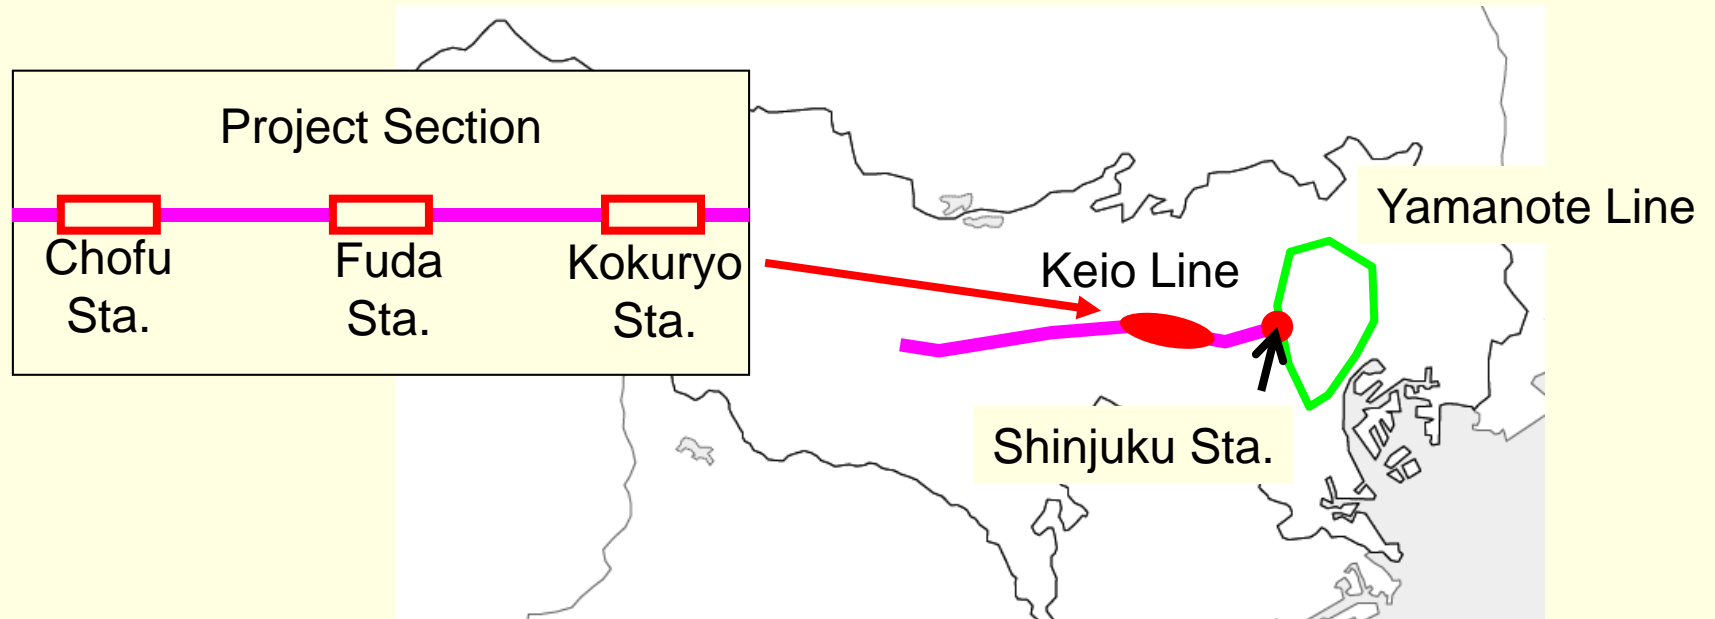 Project Section
Chofu
Sta.
Fuda
Sta.
Kokuryo
Sta.
Yamanote Line
Keio Line
Shinjuku Sta.